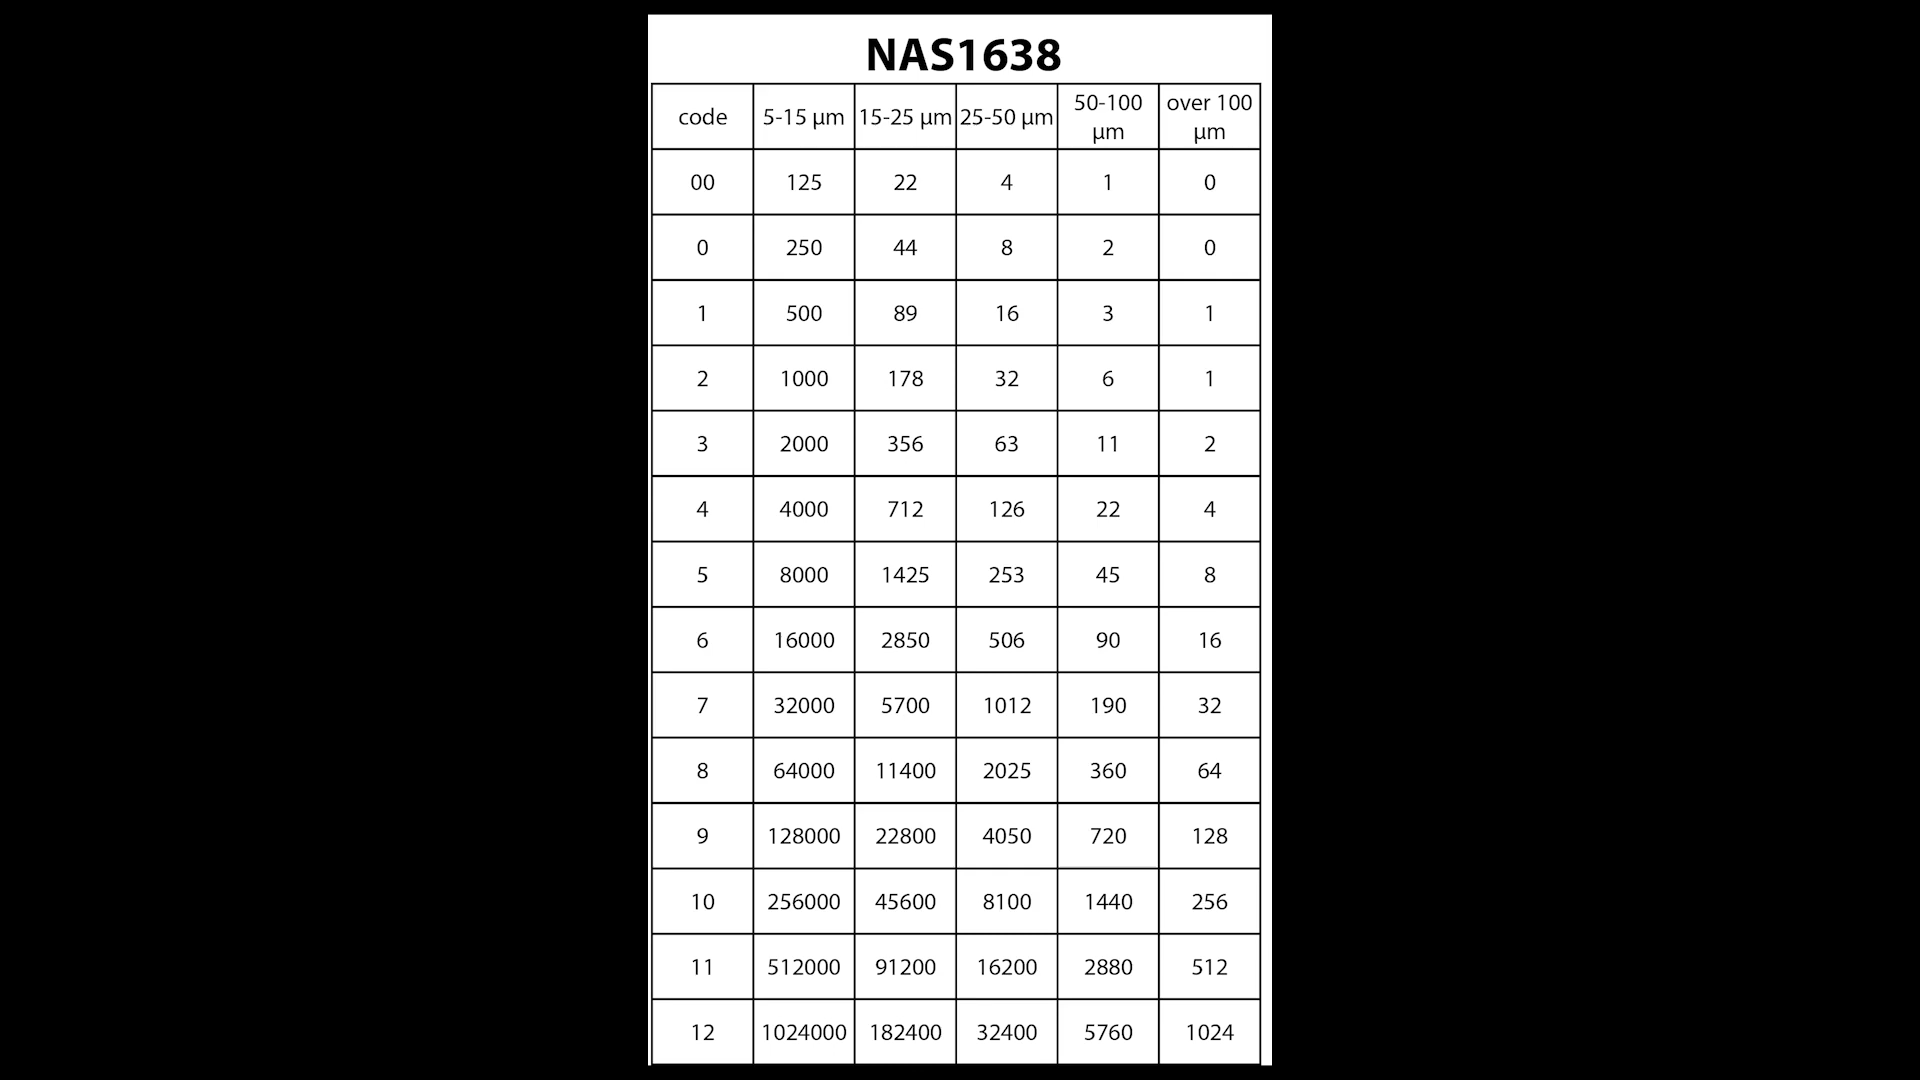 NAS1638
code 5-15 µm 15-25 µm 25-50 µm 50-100 µm over 100 µm
00 125 22 4 1 0
0 250 44 8 2 0
1 500 89 16 3 1
2 1000 178 32 6 1
3 2000 356 63 11 2
4 4000 712 126 22 4
5 8000 1425 253 45 8
6 16000 2850 506 90 16
7 32000 5700 1012 190 32
8 64000 11400 2025 360 64
9 128000 22800 4050 720 128
10 256000 45600 8100 1440 256
11 512000 91200 16200 2880 512
12 1024000 182400 32400 5760 1024